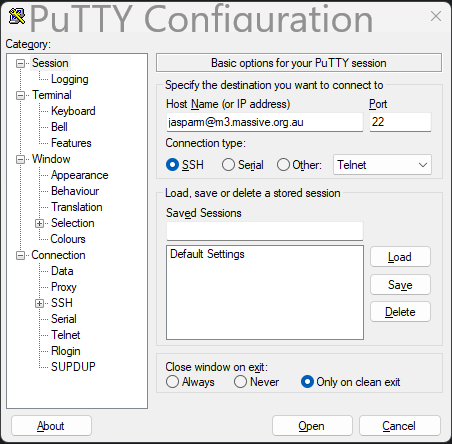 PuTTY Configuration
Category:
Session
Logging
Terminal
Keyboard
Bell
Features
Window
Appearance
Behaviour
Translation
Selection
Colours
Connection
Data
Proxy
SSH
Serial
Telnet
Rlogin
SUPDUP
Basic options for your PuTTY session
Specify the destination you want to connect to
Host Name (or IP address) Port
jasparm@m3.massive.org.au 22
Connection type:
SSH Serial Other: Telnet
Load, save or delete a stored session
Saved Sessions
Default Settings
Load
Save
Delete
Close window on exit:
Always Never Only on clean exit
About Open Cancel